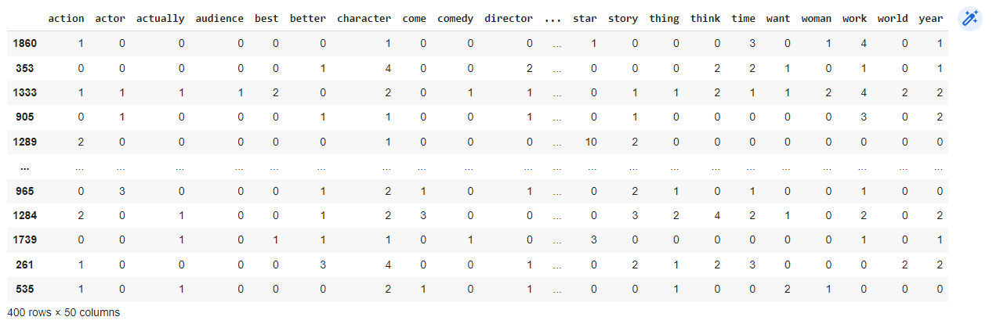 action actor actually audience best better character come comedy director ... star story thing think time want woman work world year
1860 1 0 0 0 0 0 1 0 0 0 ... 1 0 0 0 3 0 1 4 0 1
353 0 0 0 0 0 1 4 0 0 2 ... 0 0 0 2 2 1 0 1 0 1
1333 1 1 1 1 2 0 2 0 1 1 ... 0 1 1 2 1 1 2 4 2 2
905 0 1 0 0 0 1 1 0 0 1 ... 0 1 0 0 0 0 0 3 0 2
1289 2 0 0 0 0 0 1 0 0 0 ... 10 2 0 0 0 0 0 0 0 0
... ... ... ... ... ... ... ... ... ... ... ... ... ... ... ... ... ... ... ... ... ...
965 0 3 0 0 0 1 2 1 0 1 ... 0 2 1 0 1 0 0 1 0 0
1284 2 0 1 0 0 1 2 3 0 0 ... 0 3 2 4 2 1 0 2 0 2
1739 0 0 1 0 1 1 1 0 1 0 ... 3 0 0 0 0 0 0 1 0 1
261 1 0 0 0 0 3 4 0 0 1 ... 0 2 1 2 3 0 0 0 2 2
535 1 0 1 0 0 0 2 1 0 1 ... 0 0 1 0 0 2 1 0 0 0
400 rows × 50 columns